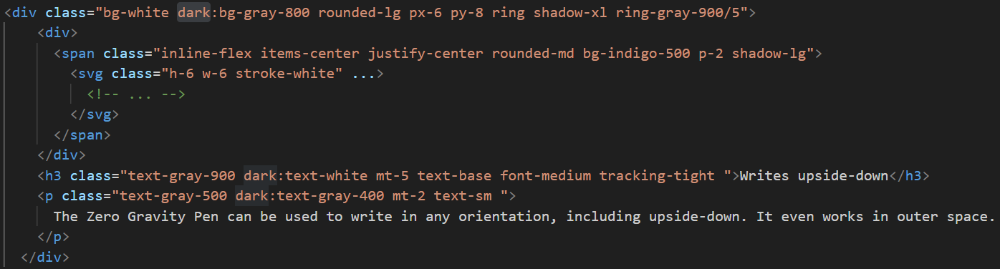 <div class="bg-white dark:bg-gray-800 rounded-lg px-6 py-8 ring shadow-xl ring-gray-900/5">
<div>
<span class="inline-flex items-center justify-center rounded-md bg-indigo-500 p-2 shadow-lg">
<svg class="h-6 w-6 stroke-white" ...>
<!-- ... -->
</svg>
</span>
</div>
<h3 class="text-gray-900 dark:text-white mt-5 text-base font-medium tracking-tight ">Writes upside-down</h3>
<p class="text-gray-500 dark:text-gray-400 mt-2 text-sm ">
The Zero Gravity Pen can be used to write in any orientation, including upside-down. It even works in outer space.
</p>
</div>